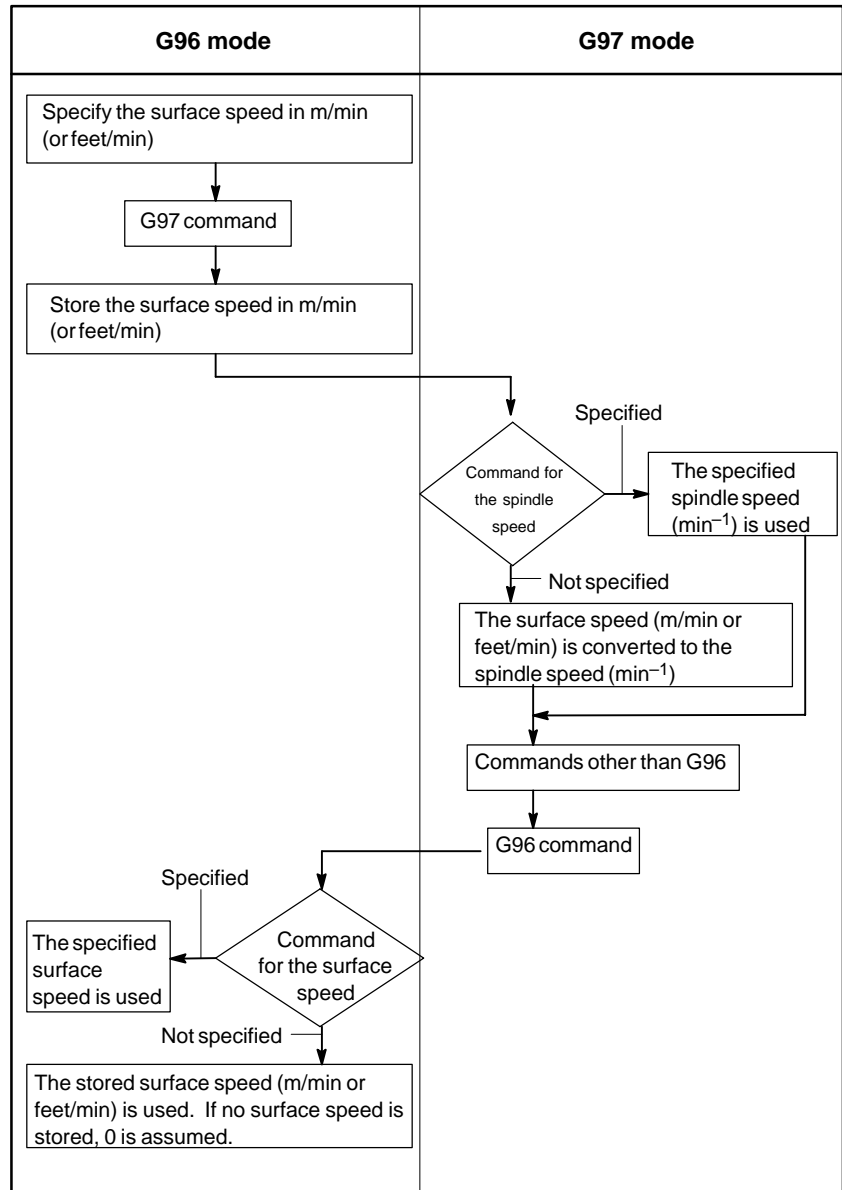 G96 mode
G97 mode
Specify the surface speed in m/min
(or feet/min)
G97 command
Store the surface speed in m/min
(or feet/min)
Specified
Command for
the spindle
speed
The specified
spindle speed
(min–1) is used
Not specified
The surface speed (m/min or
feet/min) is converted to the
spindle speed (min–1)
Commands other than G96
G96 command
Specified
Command
for the surface
speed
The specified
surface
speed is used
Not specified
The stored surface speed (m/min or
feet/min) is used. If no surface speed is
stored, 0 is assumed.